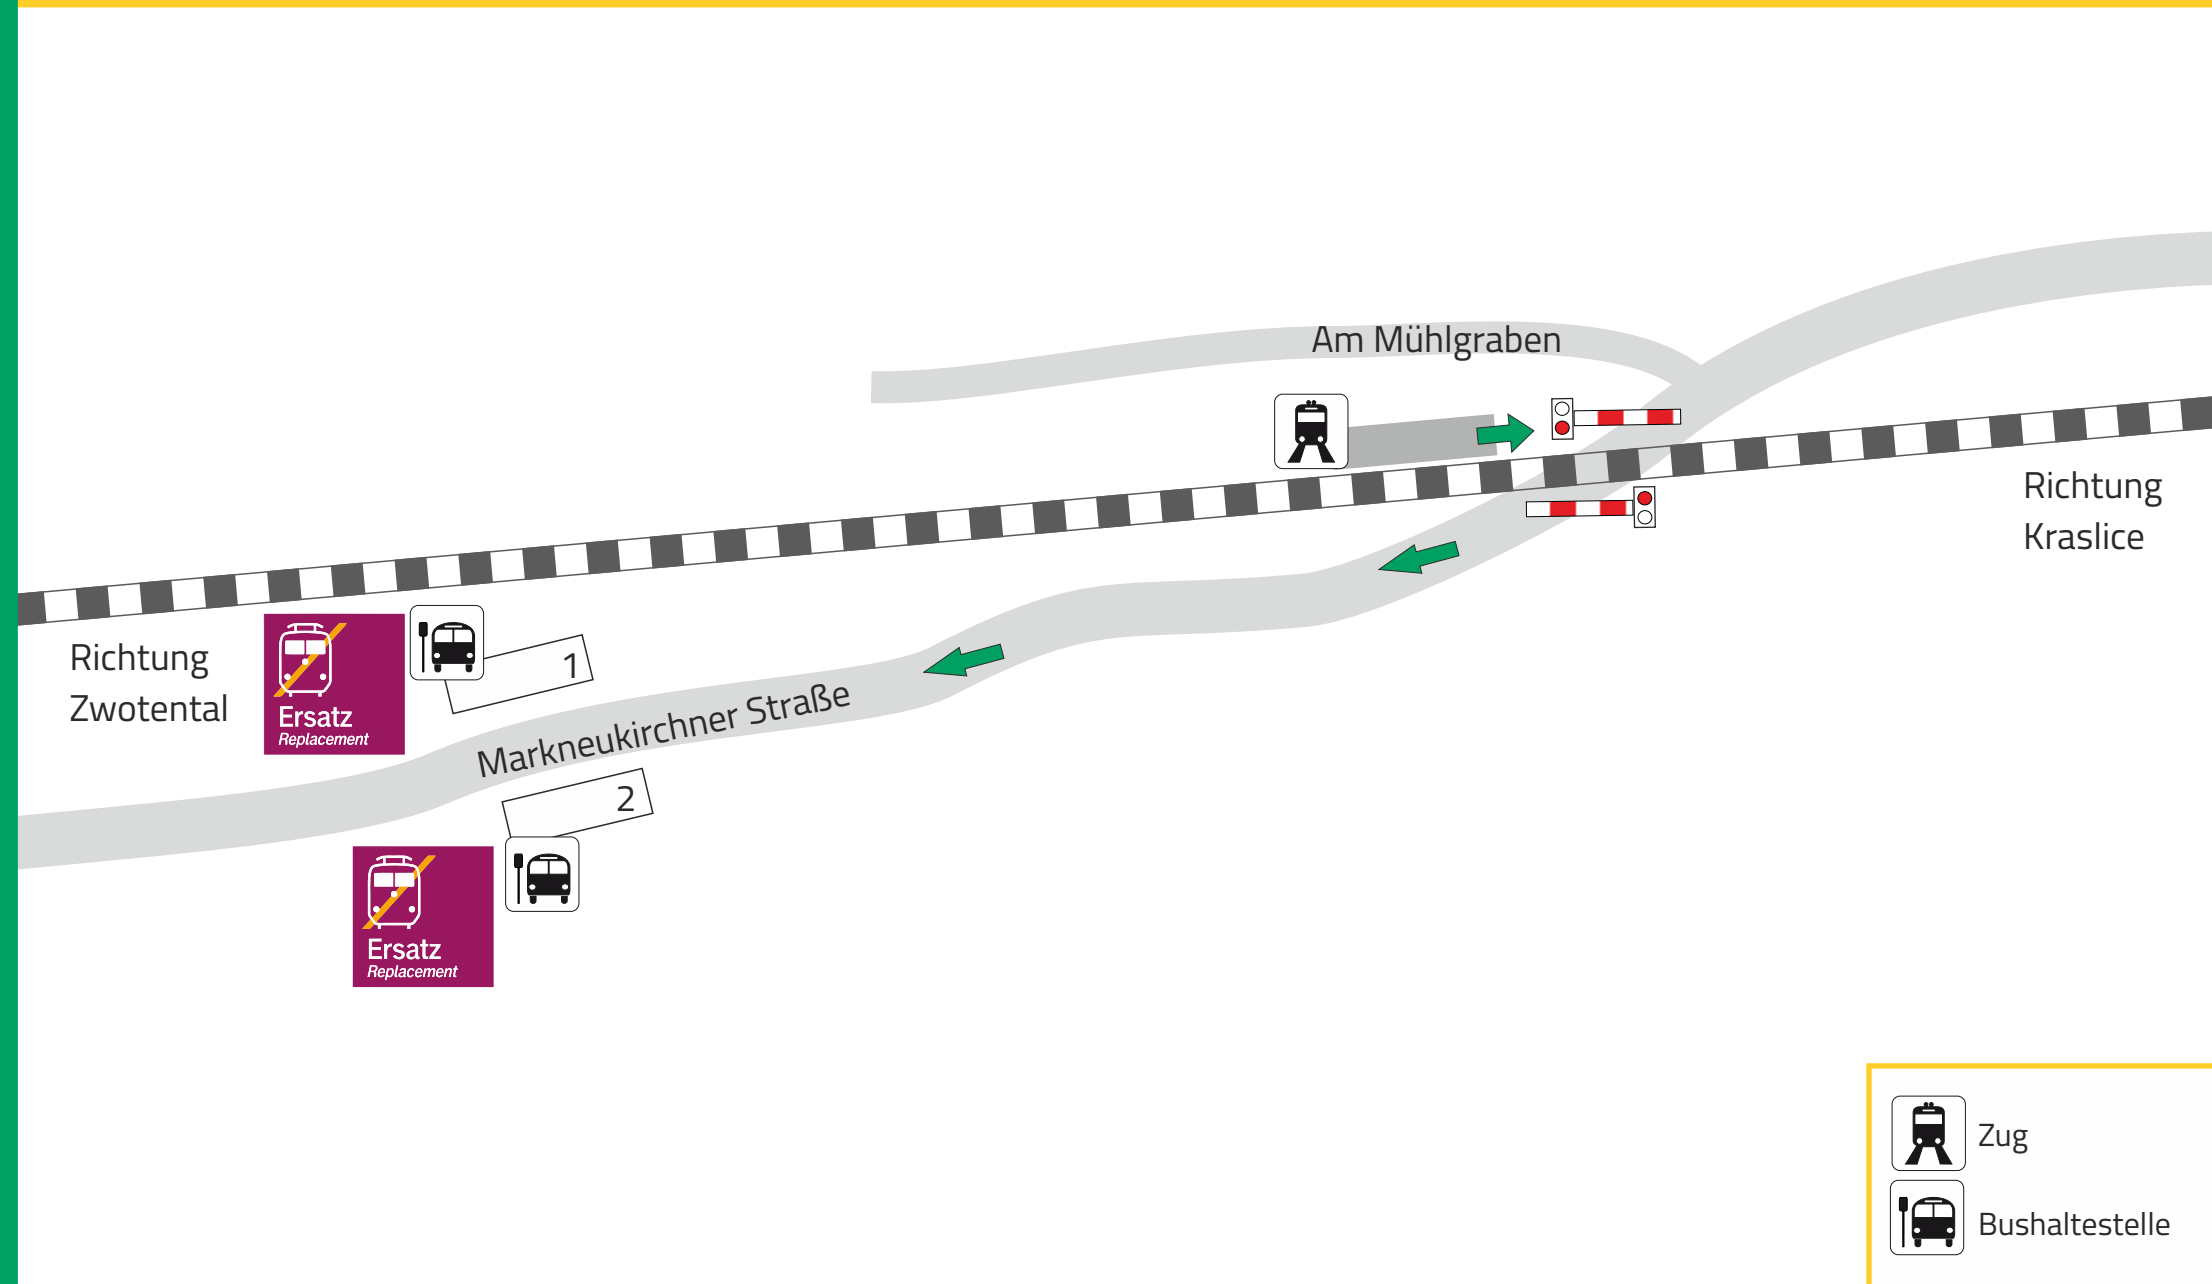 Am Mühlgraben
Richtung
Kraslice
Richtung
Zwotental
Ersatz
Replacement
1
Markneukirchner Straße
2
Ersatz
Replacement
Zug
Bushaltestelle